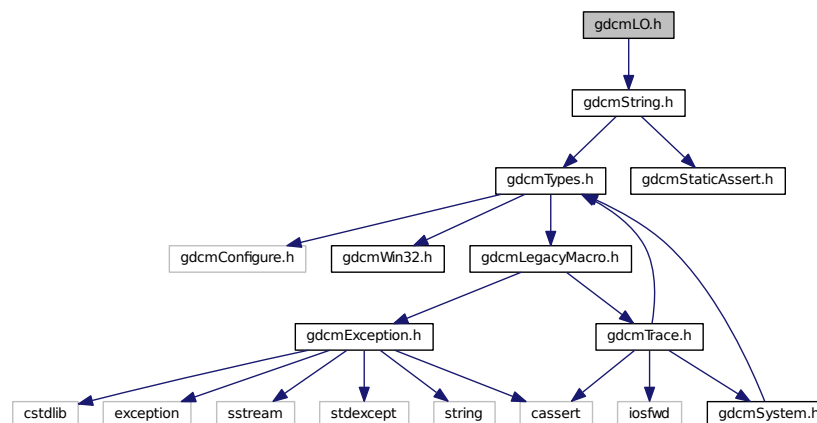 gdcmLO.h
gdcmString.h
gdcmTypes.h
gdcmStaticAssert.h
gdcmConfigure.h
gdcmWin32.h
gdcmLegacyMacro.h
gdcmException.h
gdcmTrace.h
cstdlib
exception
sstream
stdexcept
string
cassert
iosfwd
gdcmSystem.h